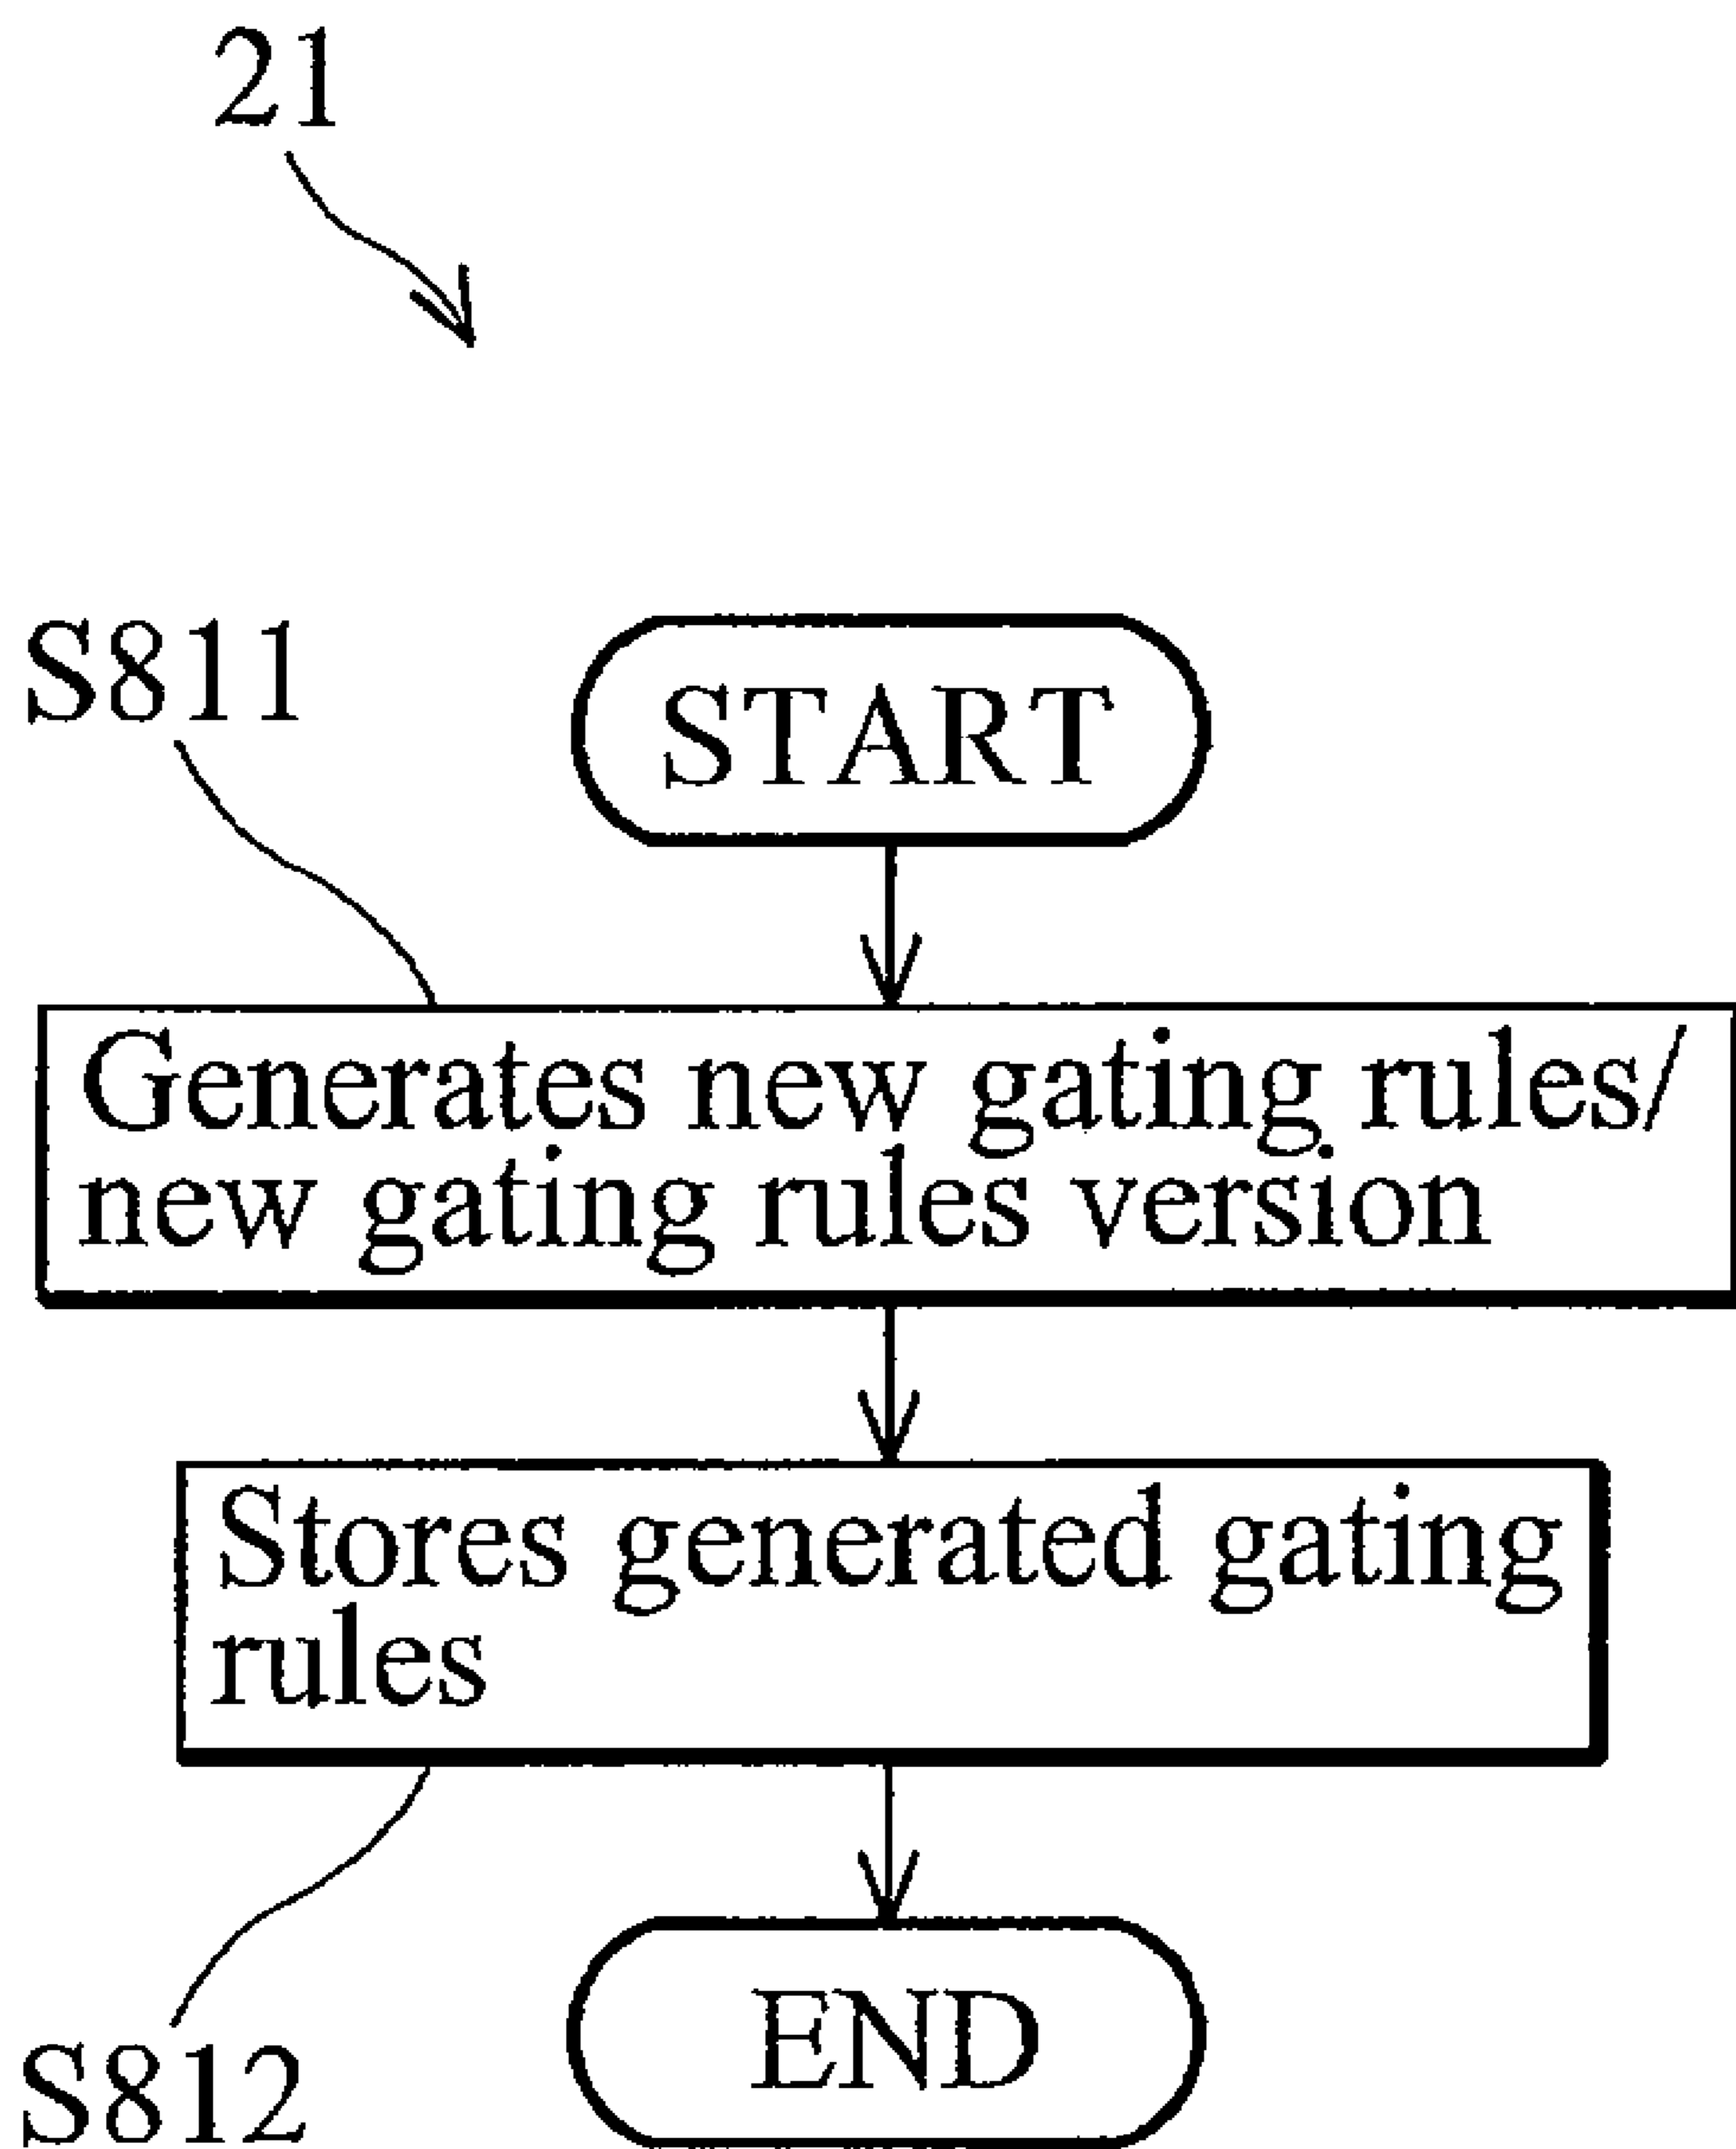 21
S811
START
Generates new gating rules/
new gating rules version
Stores generated gating
rules
END
S812